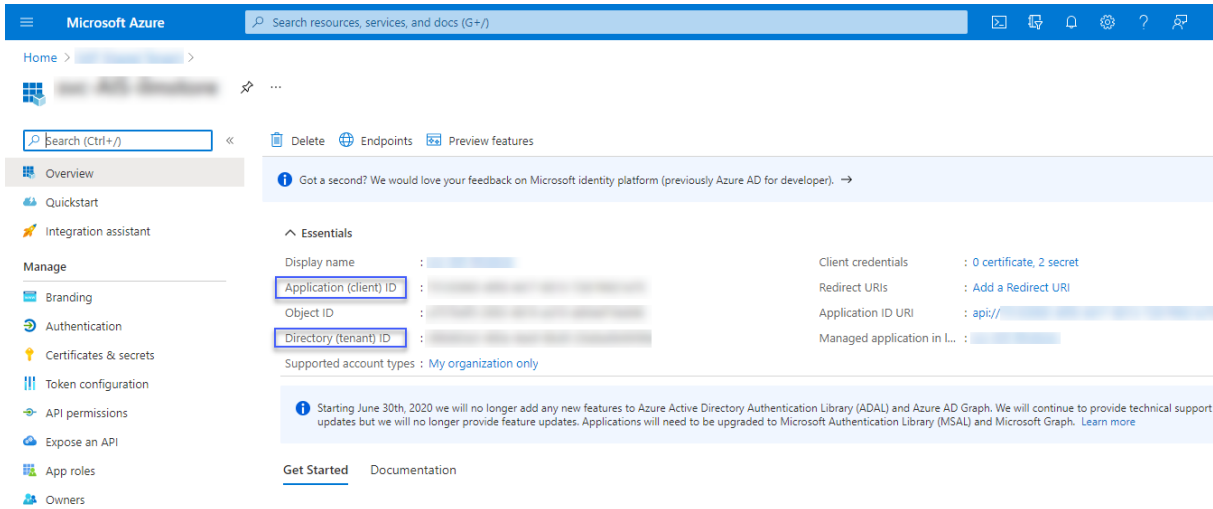 Microsoft Azure
Search resources, services, and docs (G+/)
Home > >
...
Search (Ctrl+/)
«
Delete Endpoints Preview features
Overview
Quickstart
Integration assistant
Manage
Branding
Authentication
Certificates & secrets
Token configuration
API permissions
Expose an API
App roles
Owners
Got a second? We would love your feedback on Microsoft identity platform (previously Azure AD for developer). →
Essentials
Display name :
Application (client) ID :
Object ID :
Directory (tenant) ID :
Supported account types : My organization only
Client credentials : 0 certificate, 2 secret
Redirect URIs : Add a Redirect URI
Application ID URI : api://
Managed application in l... :
Starting June 30th, 2020 we will no longer add any new features to Azure Active Directory Authentication Library (ADAL) and Azure AD Graph. We will continue to provide technical support
updates but we will no longer provide feature updates. Applications will need to be upgraded to Microsoft Authentication Library (MSAL) and Microsoft Graph. Learn more
Get Started Documentation